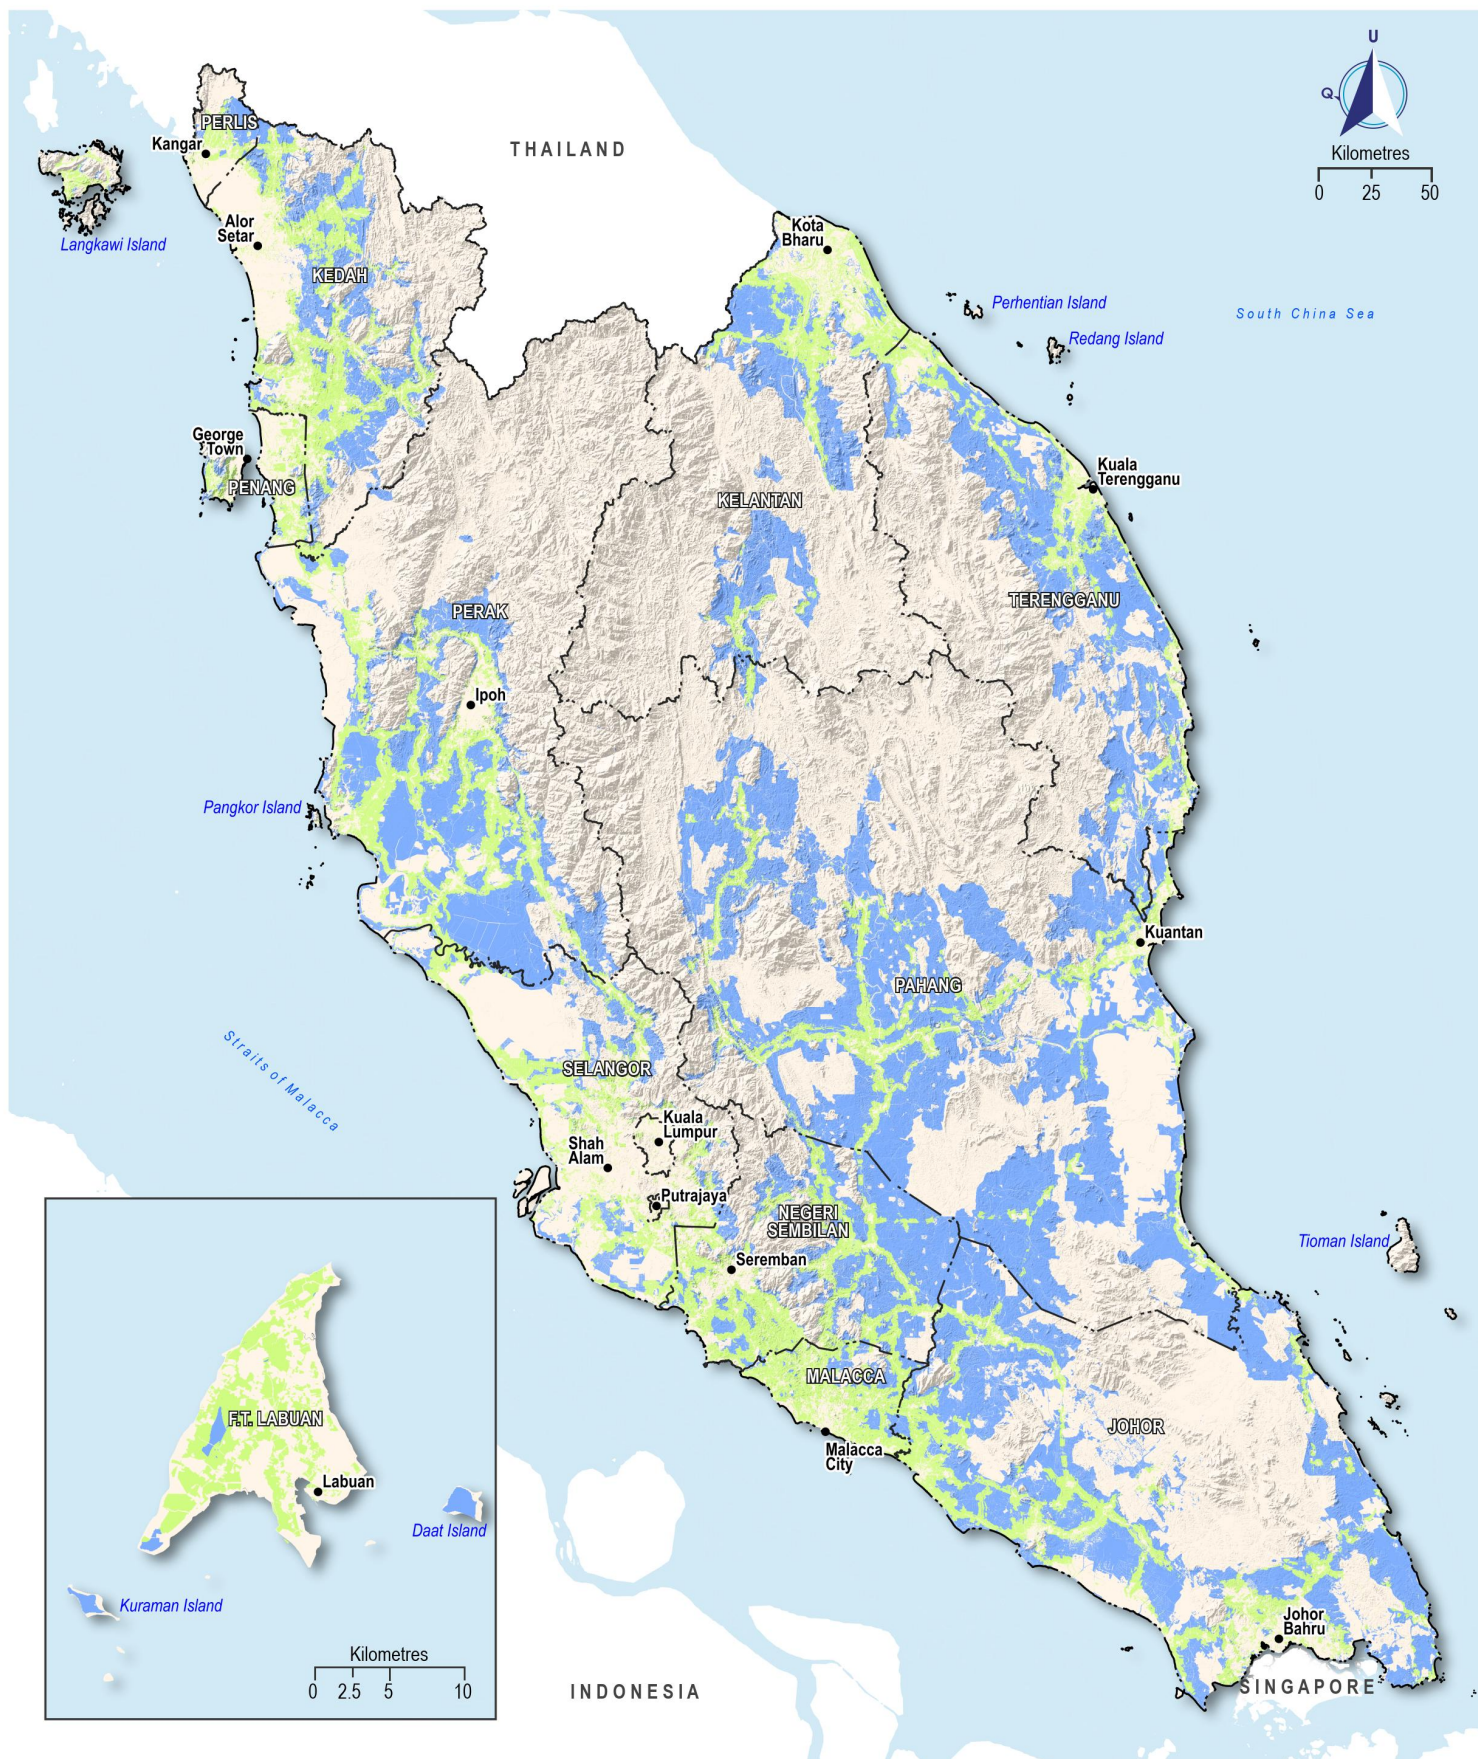 U
Q
Kilometres
0 25 50
THAILAND
PERLIS
Kangar
Langkawi Island
Alor
Setar
KEDAH
Kota
Bharu
Perhentian Island
Redang Island
South China Sea
George
Town
PENANG
KELANTAN
Kuala
Terengganu
PERAK
TERENGGANU
Ipoh
Pangkor Island
Kuantan
PAHANG
Straits of Malacca
SELANGOR
Kuala
Lumpur
Shah
Alam
Putrajaya
NEGERI
SEMBILAN
Seremban
Tioman Island
MALACCA
Malacca
City
JOHOR
Johor
Bahru
SINGAPORE
INDONESIA
F.T. LABUAN
Labuan
Daat Island
Kuraman Island
Kilometres
0 2.5 5 10